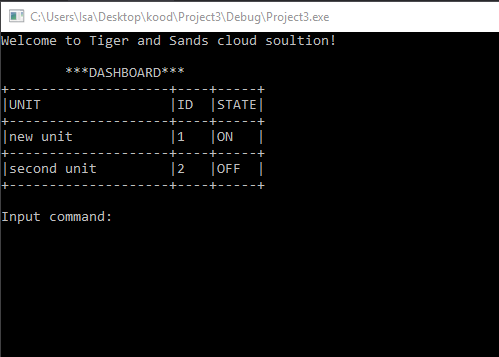 C:\Users\Isa\Desktop\kood\Project3\Debug\Project3.exe
Welcome to Tiger and Sands cloud soultion!
***DASHBOARD***
+--------------------+----+-----+
|UNIT                |ID  |STATE|
+--------------------+----+-----+
|new unit            |1   |ON   |
+--------------------+----+-----+
|second unit         |2   |OFF  |
+--------------------+----+-----+
Input command: